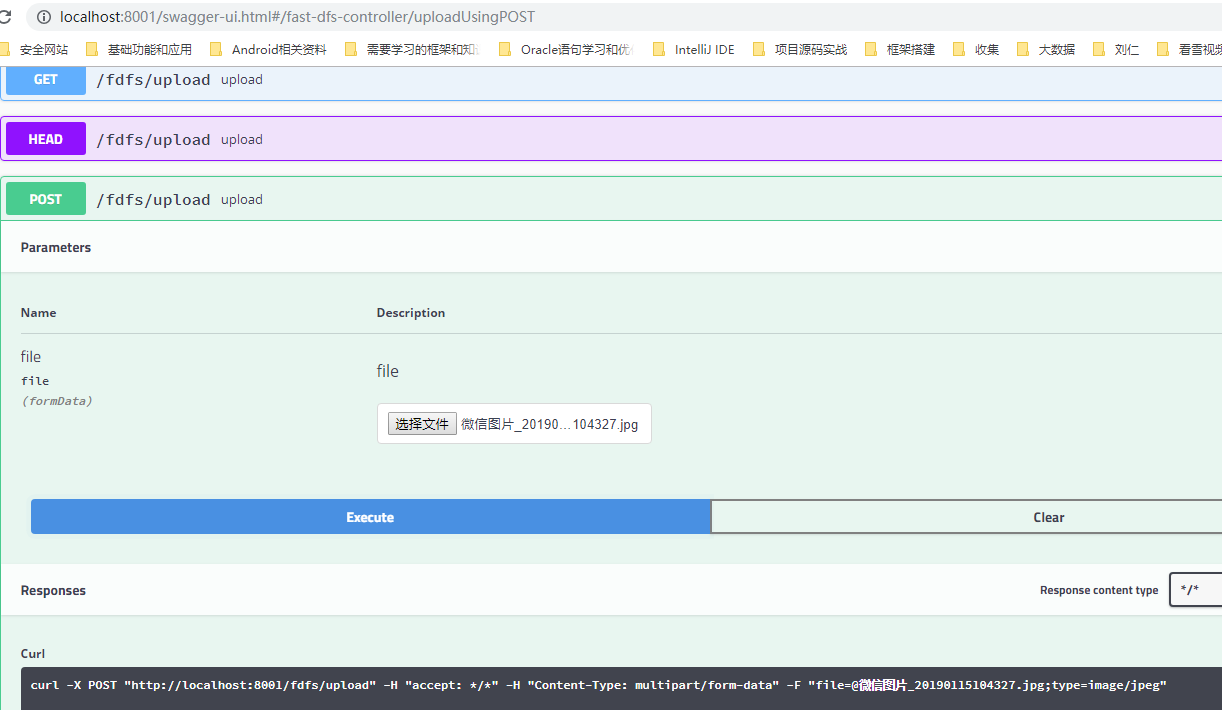 localhost:8001/swagger-ui.html#/fast-dfs-controller/uploadUsingPOST
安全网站 基础功能和应用 Android相关资料 需要学习的框架和知 Oracle语句学习和优 IntelliJ IDE 项目源码实战 框架搭建 收集 大数据 刘仁 看雪视频
GET /fdfs/upload upload
HEAD /fdfs/upload upload
POST /fdfs/upload upload
Parameters
Name Description
file
file
file
(formData)
选择文件 微信图片_20190...104327.jpg
Execute Clear
Responses Response content type */*
Curl
curl -X POST "http://localhost:8001/fdfs/upload" -H "accept: */*" -H "Content-Type: multipart/form-data" -F "file=@微信图片_20190115104327.jpg;type=image/jpeg"